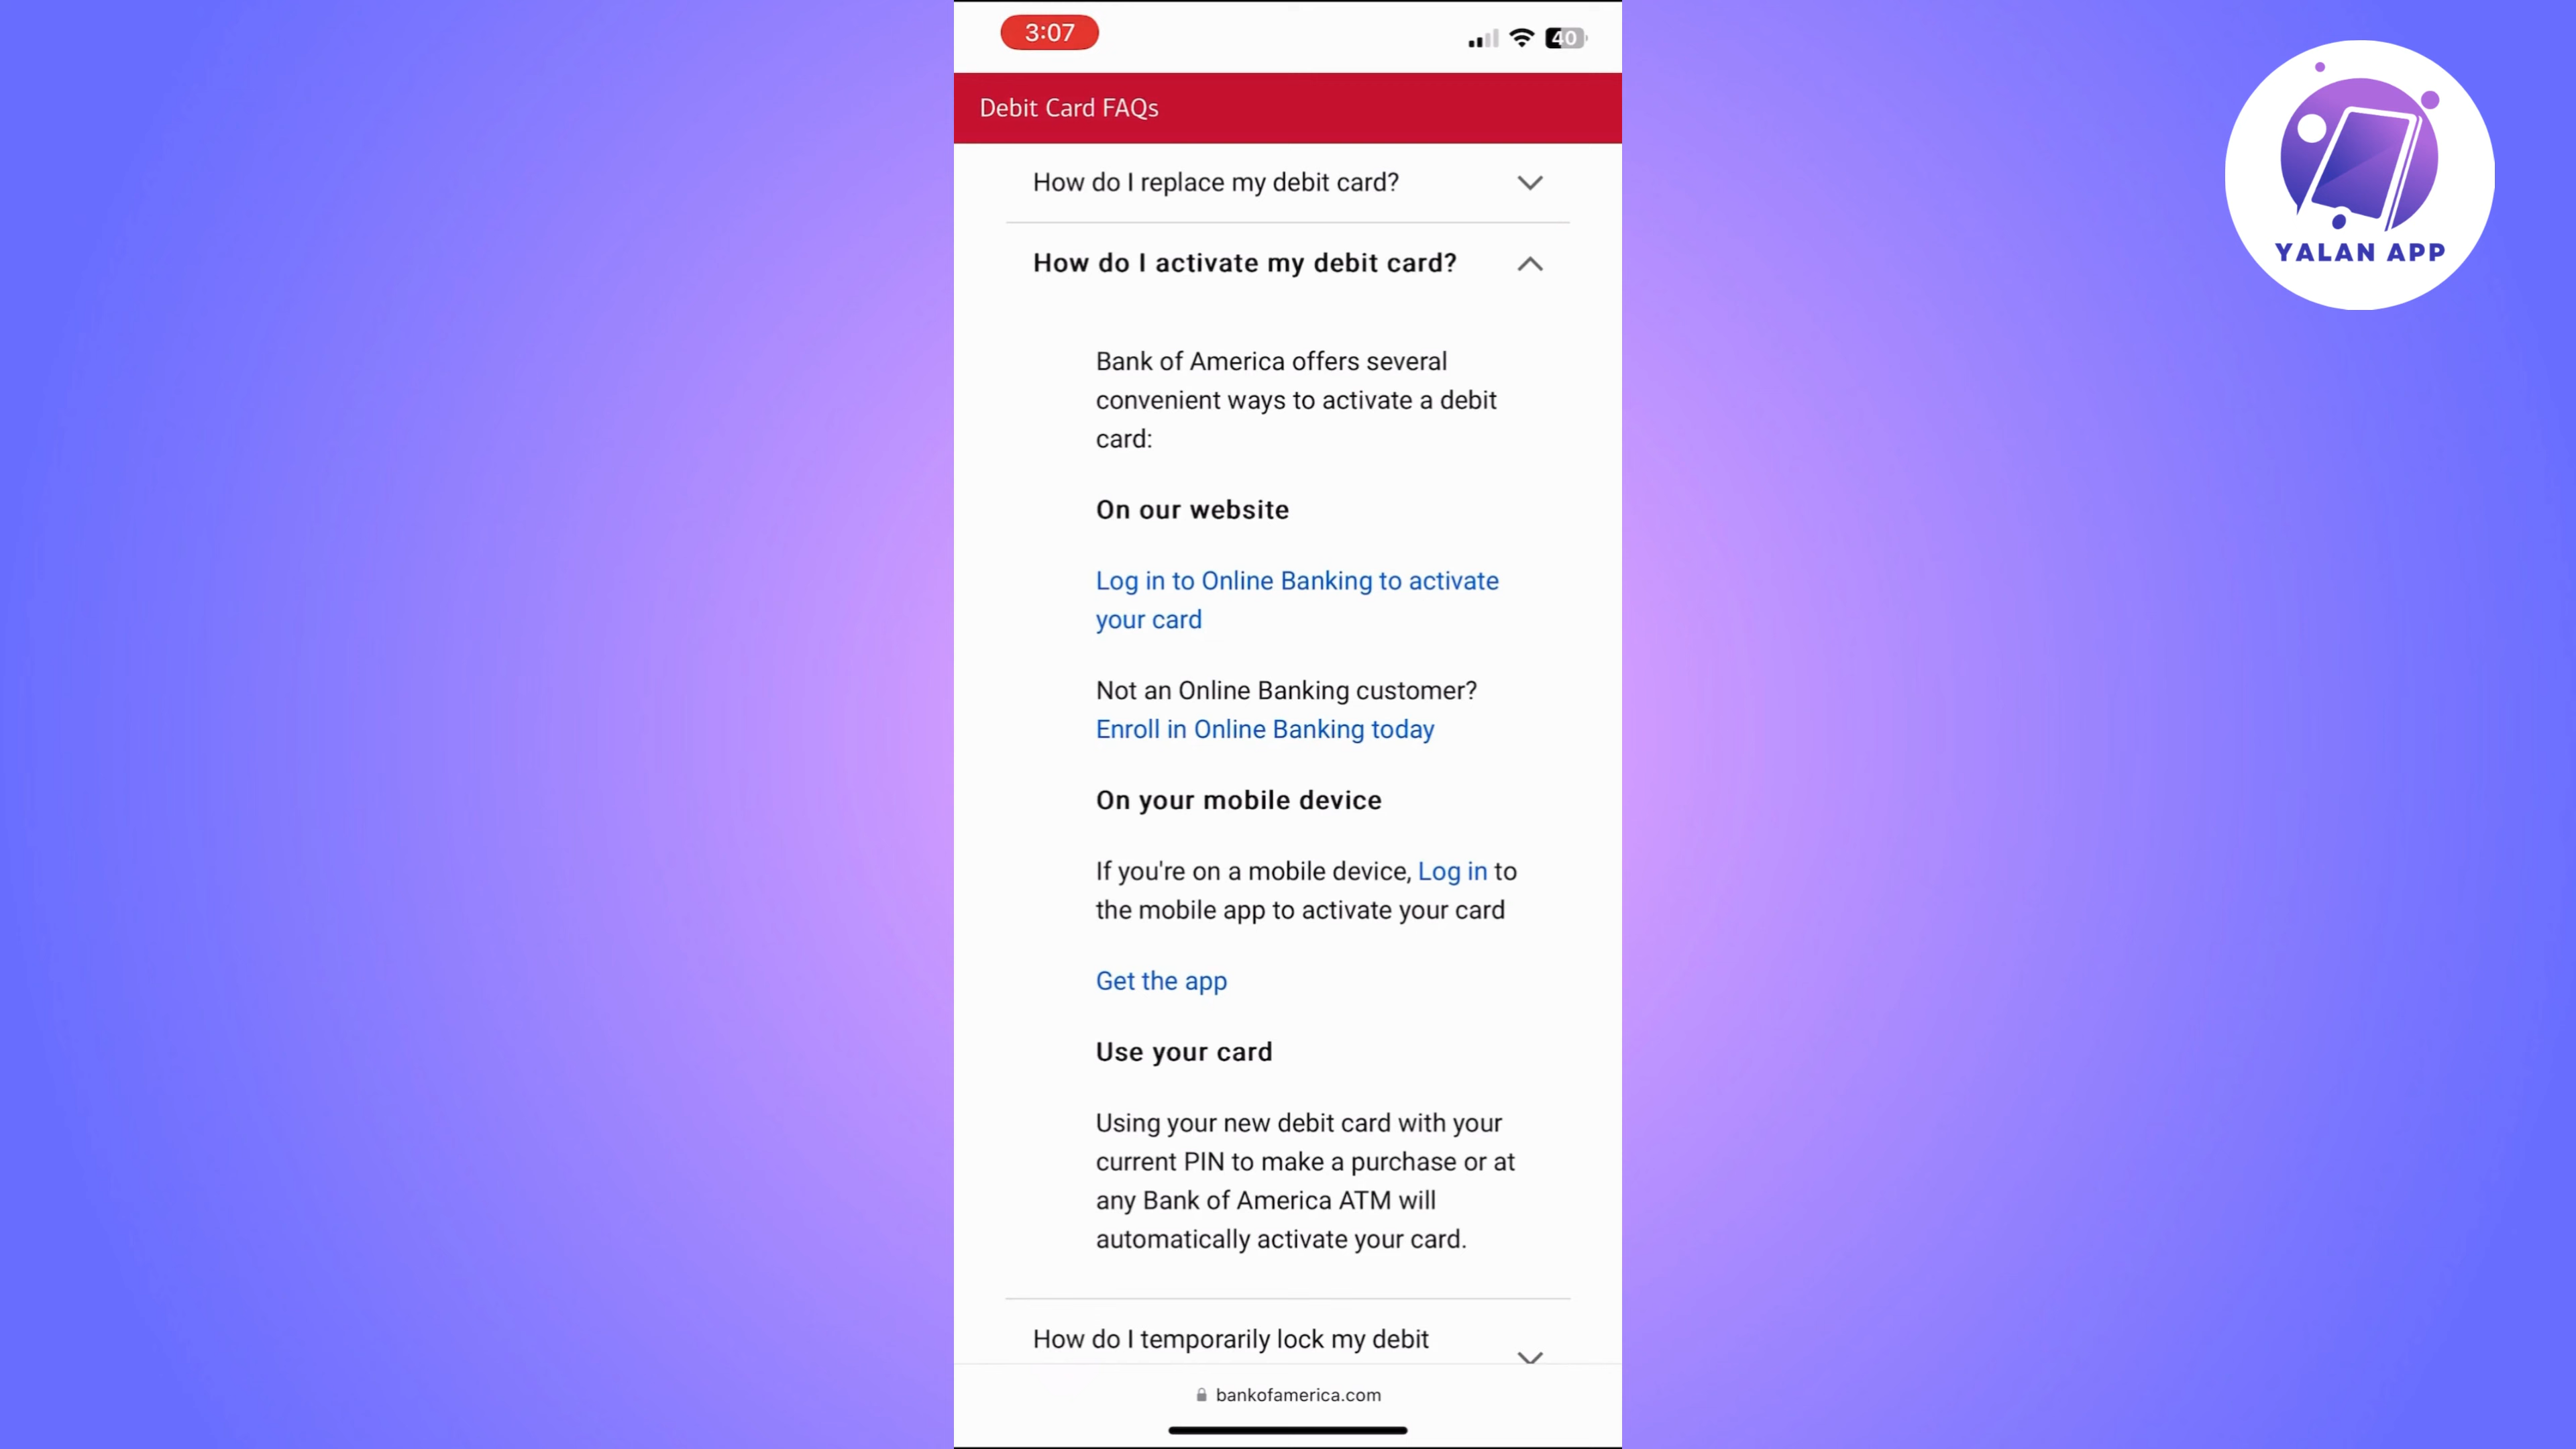 3:07
40
YALAN APP
Debit Card FAQs
How do I replace my debit card?
How do I activate my debit card?
Bank of America offers several
convenient ways to activate a debit
card:
On our website
Log in to Online Banking to activate
your card
Not an Online Banking customer?
Enroll in Online Banking today
On your mobile device
If you're on a mobile device, Log in to
the mobile app to activate your card
Get the app
Use your card
Using your new debit card with your
current PIN to make a purchase or at
any Bank of America ATM will
automatically activate your card.
How do I temporarily lock my debit
bankofamerica.com